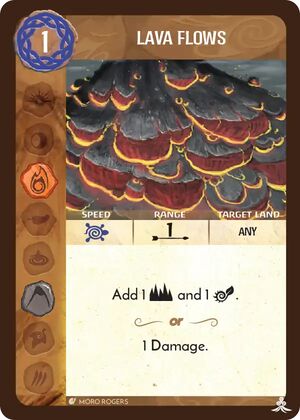 1
LAVA FLOWS
SPEED RANGE TARGET LAND
1 ANY
Add 1 and 1 .
or
1 Damage.
MORO ROGERS